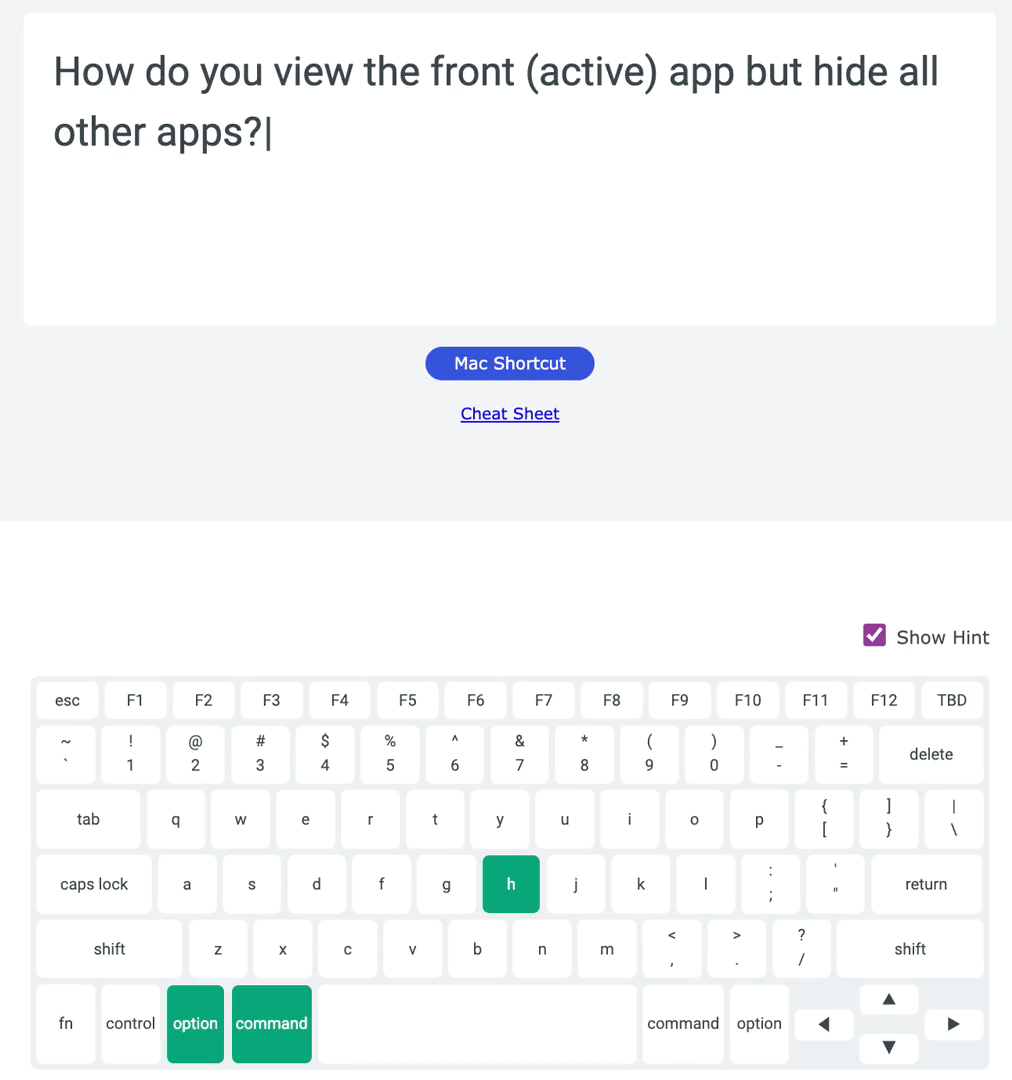 How do you view the front (active) app but hide all
other apps?|
Mac Shortcut
Cheat Sheet
Show Hint
esc F1 F2 F3 F4 F5 F6 F7 F8 F9 F10 F11 F12 TBD
~ ! @ # $ % ^ & * ( ) _ +
` 1 2 3 4 5 6 7 8 9 0 - = delete
tab q w e r t y u i o p { ] |
[ } \
caps lock a s d f g h j k l : ' return
; "
shift z x c v b n m < > ? shift
, . /
fn control option command command option ◀ ▲ ▼ ▶